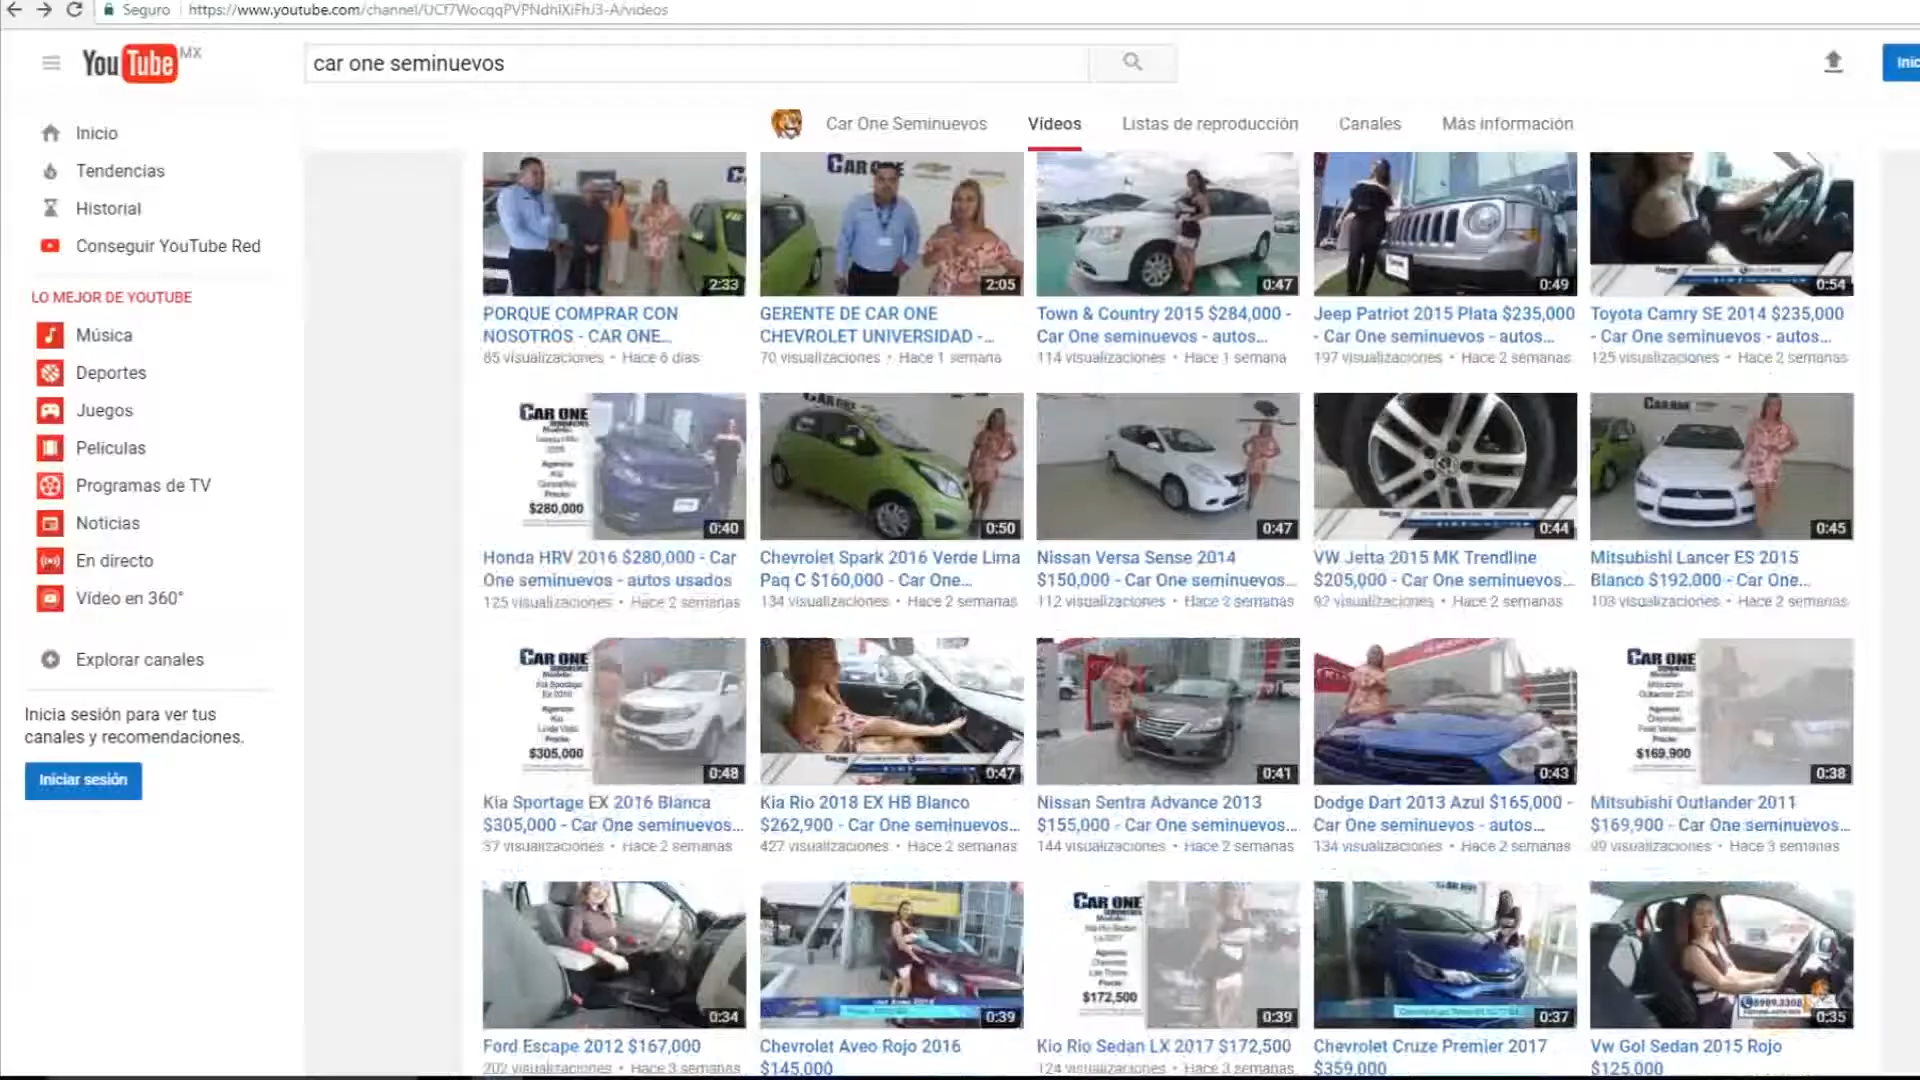 Seguro https://www.youtube.com/channel/UCf7WocqqPVPNdhlXiFhJ3-A/videos
YouTube MX
car one seminuevos
Inic
Inicio
Tendencias
Historial
Conseguir YouTube Red
LO MEJOR DE YOUTUBE
Música
Deportes
Juegos
Películas
Programas de TV
Noticias
En directo
Vídeo en 360°
Explorar canales
Inicia sesión para ver tus
canales y recomendaciones.
Iniciar sesión
Car One Seminuevos Vídeos Listas de reproducción Canales Más información
2:33
PORQUE COMPRAR CON
NOSOTROS - CAR ONE...
85 visualizaciones • Hace 6 días
CAR ONE
2:05
GERENTE DE CAR ONE
CHEVROLET UNIVERSIDAD -...
70 visualizaciones • Hace 1 semana
0:47
Town & Country 2015 $284,000 -
Car One seminuevos - autos...
114 visualizaciones • Hace 1 semana
0:49
Jeep Patriot 2015 Plata $235,000
- Car One seminuevos - autos...
197 visualizaciones • Hace 2 semanas
0:54
Toyota Camry SE 2014 $235,000
- Car One seminuevos - autos...
125 visualizaciones • Hace 2 semanas
CAR ONE
$280,000
0:40
Honda HRV 2016 $280,000 - Car
One seminuevos - autos usados
125 visualizaciones • Hace 2 semanas
CAR ONE
0:50
Chevrolet Spark 2016 Verde Lima
Paq C $160,000 - Car One...
134 visualizaciones • Hace 2 semanas
0:47
Nissan Versa Sense 2014
$150,000 - Car One seminuevos...
112 visualizaciones • Hace 2 semanas
0:44
VW Jetta 2015 MK Trendline
$205,000 - Car One seminuevos...
92 visualizaciones • Hace 2 semanas
0:45
Mitsubishi Lancer ES 2015
Blanco $192,000 - Car One...
103 visualizaciones • Hace 2 semanas
CAR ONE
$305,000
0:48
Kia Sportage EX 2016 Blanca
$305,000 - Car One seminuevos...
57 visualizaciones • Hace 2 semanas
0:47
Kia Rio 2018 EX HB Blanco
$262,900 - Car One seminuevos...
427 visualizaciones • Hace 2 semanas
0:41
Nissan Sentra Advance 2013
$155,000 - Car One seminuevos...
144 visualizaciones • Hace 2 semanas
0:43
Dodge Dart 2013 Azul $165,000 -
Car One seminuevos - autos...
134 visualizaciones • Hace 2 semanas
CAR ONE
$169,900
0:38
Mitsubishi Outlander 2011
$169,900 - Car One seminuevos...
99 visualizaciones • Hace 3 semanas
0:34
Ford Escape 2012 $167,000
202 visualizaciones • Hace 3 semanas
0:39
Chevrolet Aveo Rojo 2016
$145,000
CAR ONE
$172,500
0:39
Kio Rio Sedan LX 2017 $172,500
124 visualizaciones • Hace 3 semanas
0:37
Chevrolet Cruze Premier 2017
$359,000
8989.3308
0:35
Vw Gol Sedan 2015 Rojo
$125,000